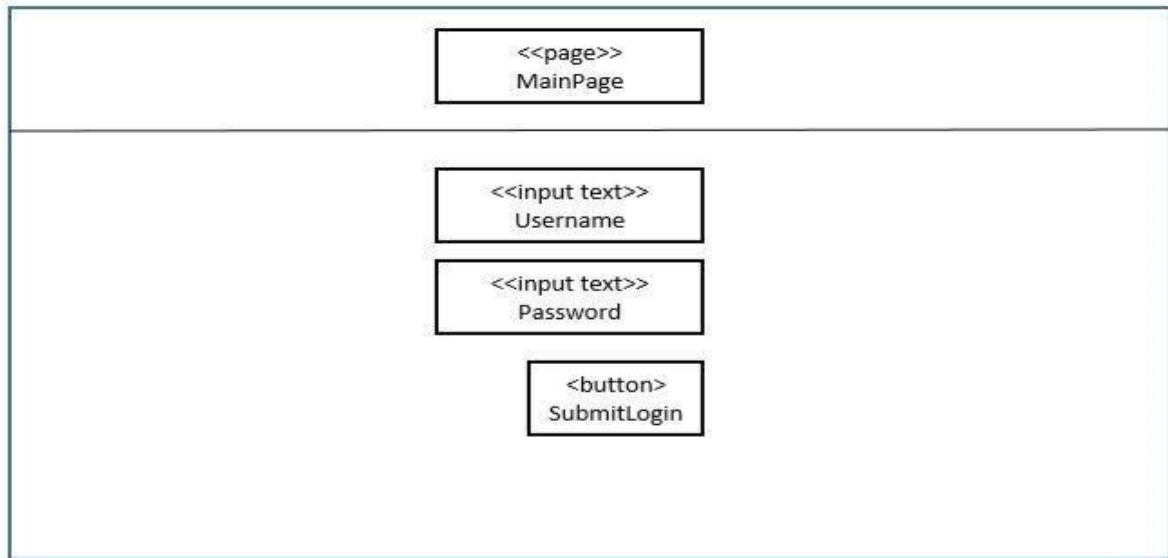 <<page>>
MainPage
<<input text>>
Username
<<input text>>
Password
<button>
SubmitLogin